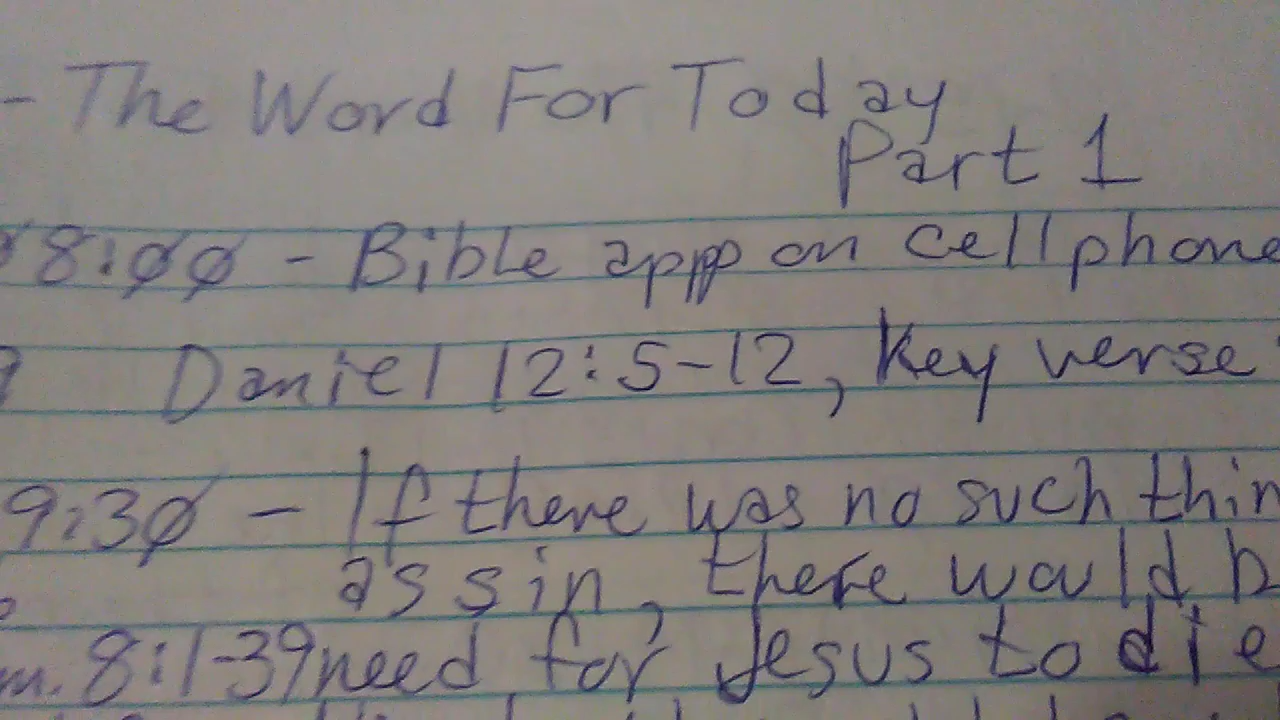 - The Word For Today
Part 1
8:00 - Bible appp on cellphone
Daniel 12:5-12, Key verse
9:30 - If there was no such thin
as sin, there would b
m. 8:1-39 need for Jesus to die